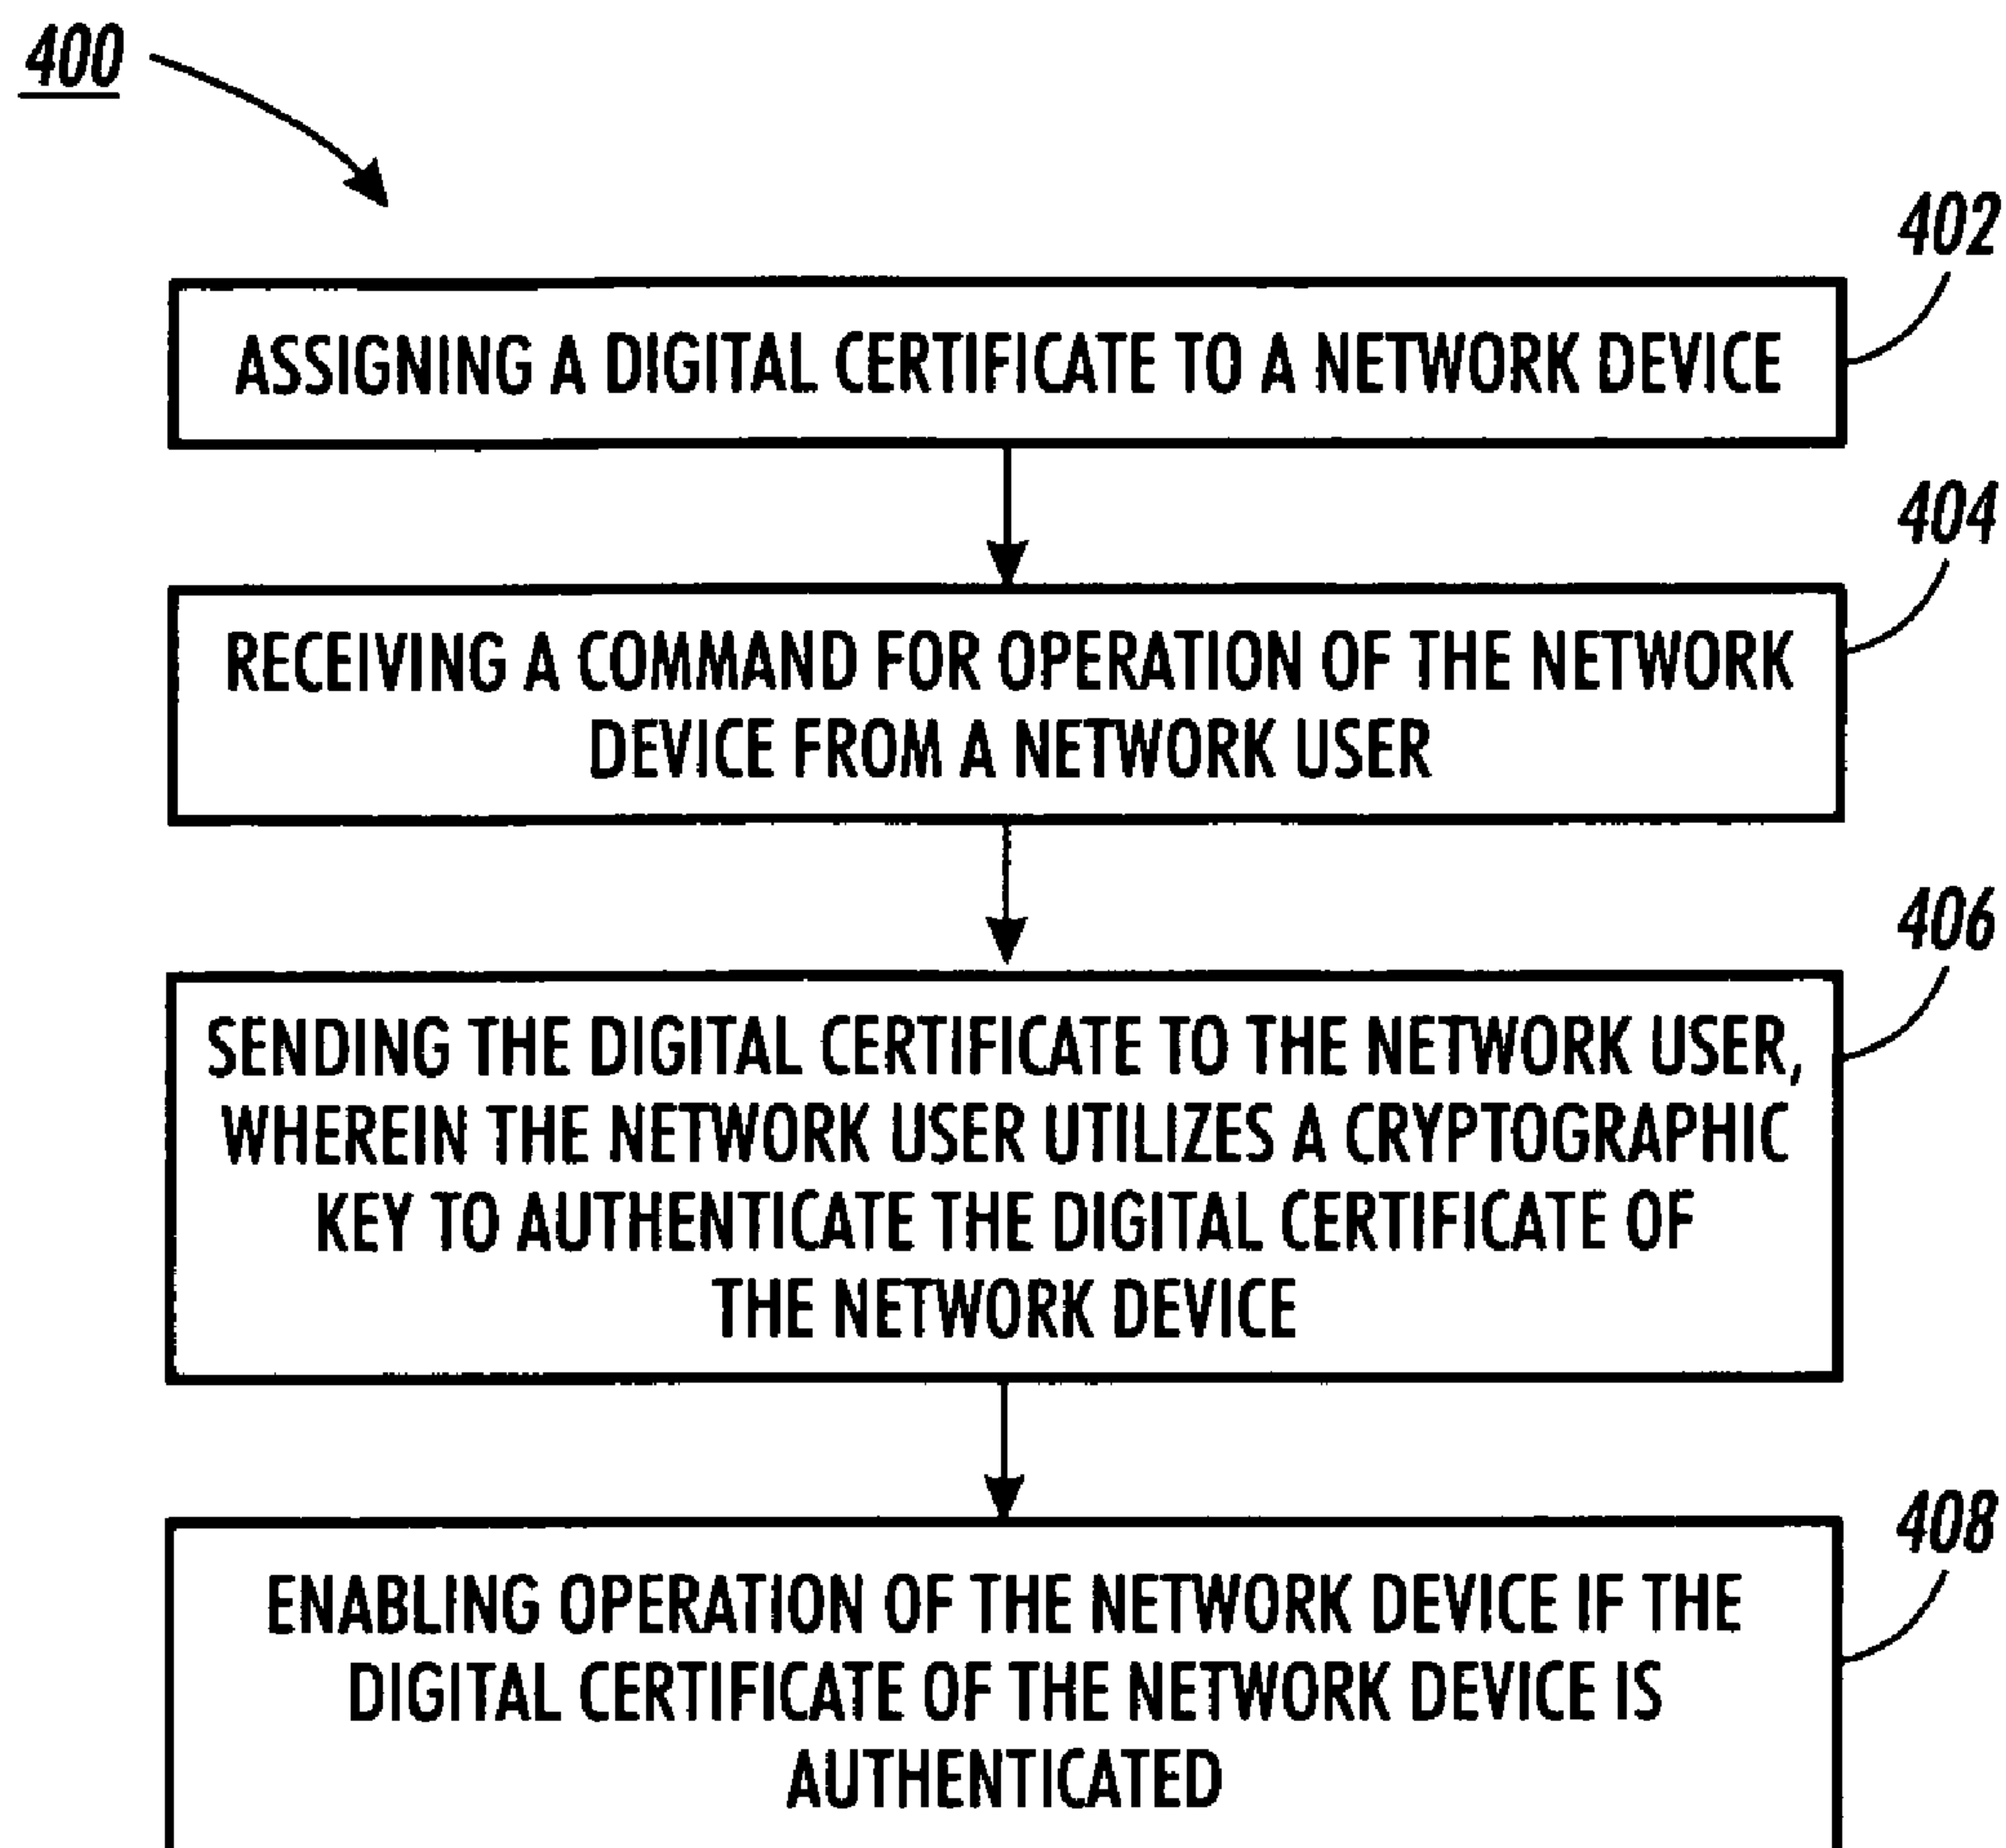 400
402
ASSIGNING A DIGITAL CERTIFICATE TO A NETWORK DEVICE
404
RECEIVING A COMMAND FOR OPERATION OF THE NETWORK
DEVICE FROM A NETWORK USER
406
SENDING THE DIGITAL CERTIFICATE TO THE NETWORK USER,
WHEREIN THE NETWORK USER UTILIZES A CRYPTOGRAPHIC
KEY TO AUTHENTICATE THE DIGITAL CERTIFICATE OF
THE NETWORK DEVICE
408
ENABLING OPERATION OF THE NETWORK DEVICE IF THE
DIGITAL CERTIFICATE OF THE NETWORK DEVICE IS
AUTHENTICATED